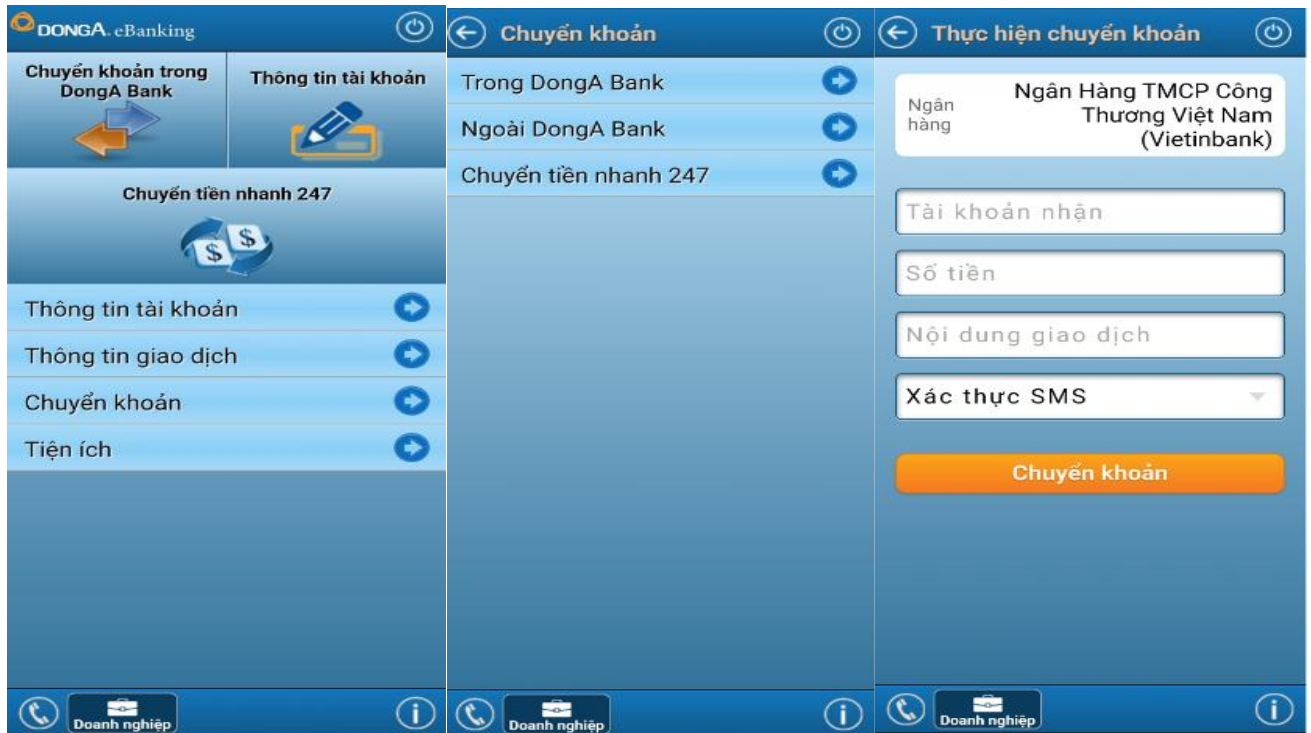 DONGA. eBanking
Chuyển khoản trong
DongA Bank
Thông tin tài khoản
Chuyển tiền nhanh 247
$
$
Thông tin tài khoản
Thông tin giao dịch
Chuyển khoản
Tiện ích
Doanh nghiệp
Chuyển khoản
Trong DongA Bank
Ngoài DongA Bank
Chuyển tiền nhanh 247
Doanh nghiệp
Thực hiện chuyển khoản
Ngân
hàng
Ngân Hàng TMCP Công
Thương Việt Nam
(Vietinbank)
Tài khoản nhận
Số tiền
Nội dung giao dịch
Xác thực SMS
Chuyển khoản
Doanh nghiệp